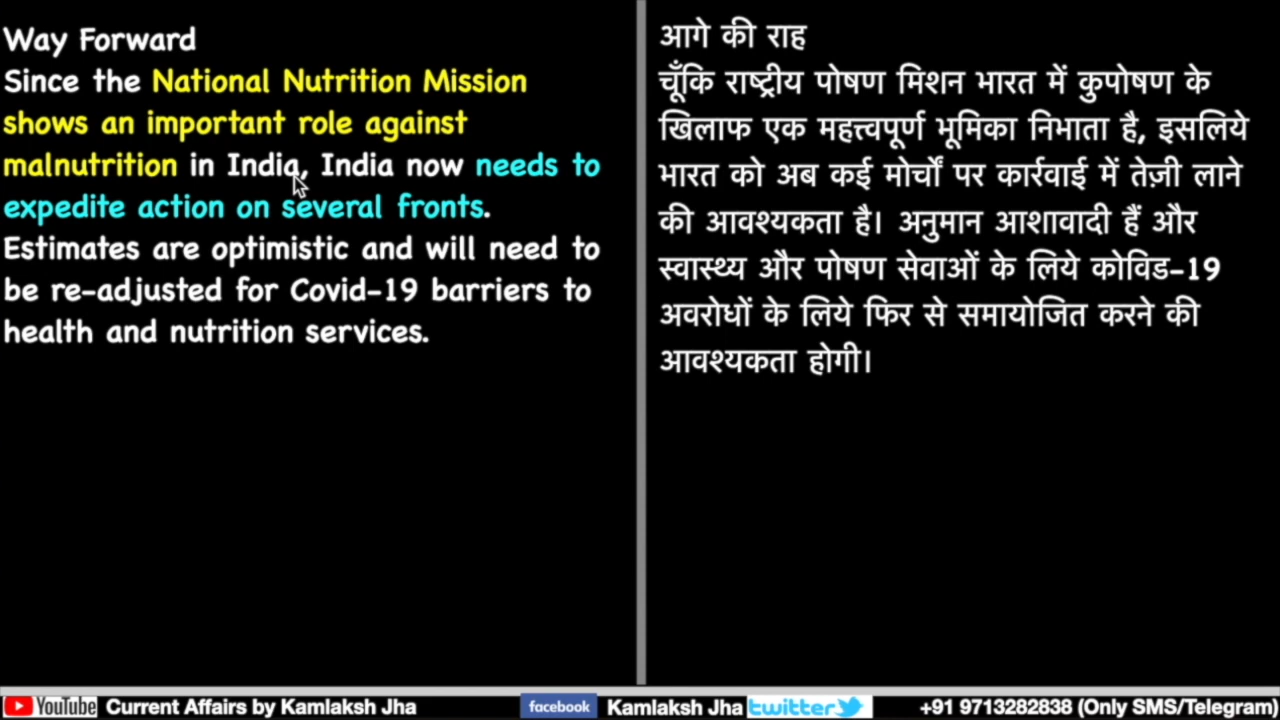 Way Forward
Since the National Nutrition Mission
shows an important role against
malnutrition in India, India now needs to
expedite action on several fronts.
Estimates are optimistic and will need to
be re-adjusted for Covid-19 barriers to
health and nutrition services.
आगे की राह
चूँकि राष्ट्रीय पोषण मिशन भारत में कुपोषण के
खिलाफ एक महत्त्वपूर्ण भूमिका निभाता है, इसलिये
भारत को अब कई मोर्चों पर कार्रवाई में तेज़ी लाने
की आवश्यकता है। अनुमान आशावादी हैं और
स्वास्थ्य और पोषण सेवाओं के लिये कोविड-19
अवरोधों के लिये फिर से समायोजित करने की
आवश्यकता होगी।
YouTube Current Affairs by Kamlaksh Jha facebook Kamlaksh Jha twitter +91 9713282838 (Only SMS/Telegram)